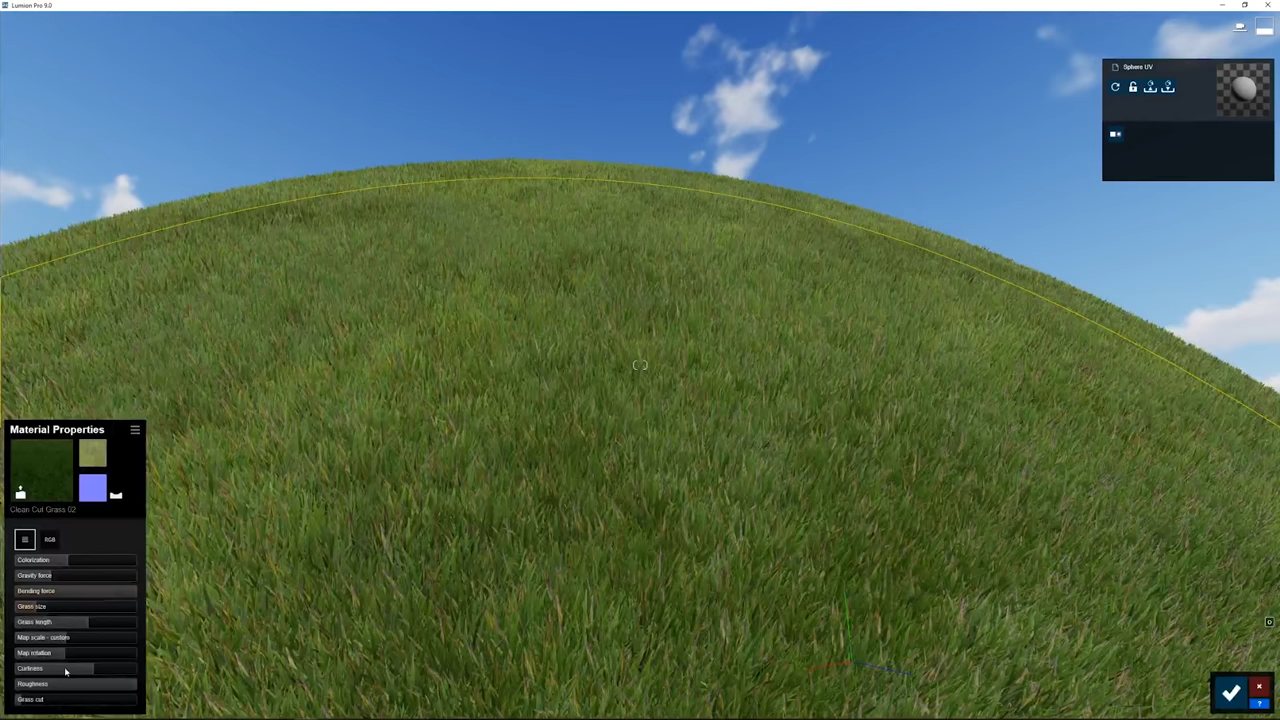 Lumion Pro 9.0
Sphere UV
Material Properties
Clean Cut Grass 02
RGB
Colorization
Gravity force
Bending force
Grass size
Grass length
Map scale - custom
Map rotation
Curliness
Roughness
Grass cut
?